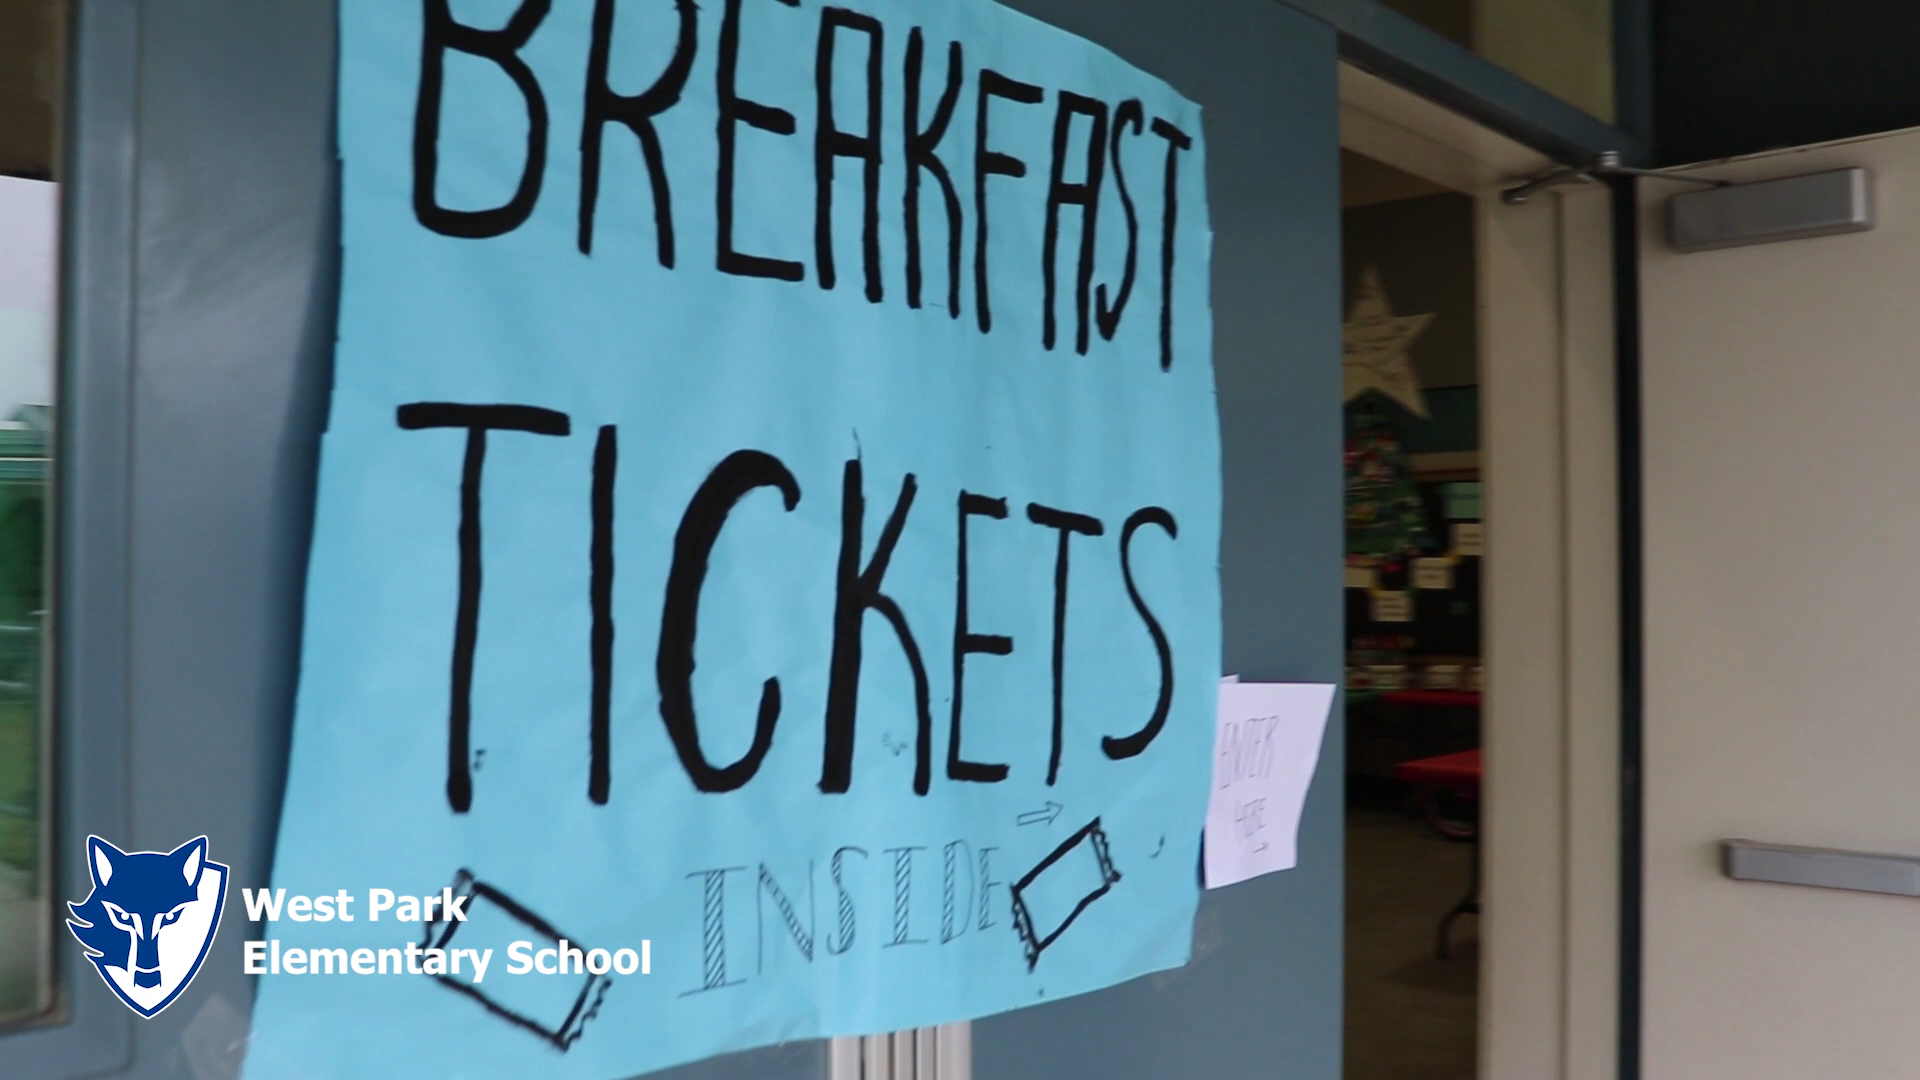 BREAKFAST
TICKETS
INSIDE
ENTER
HERE
West Park
Elementary School